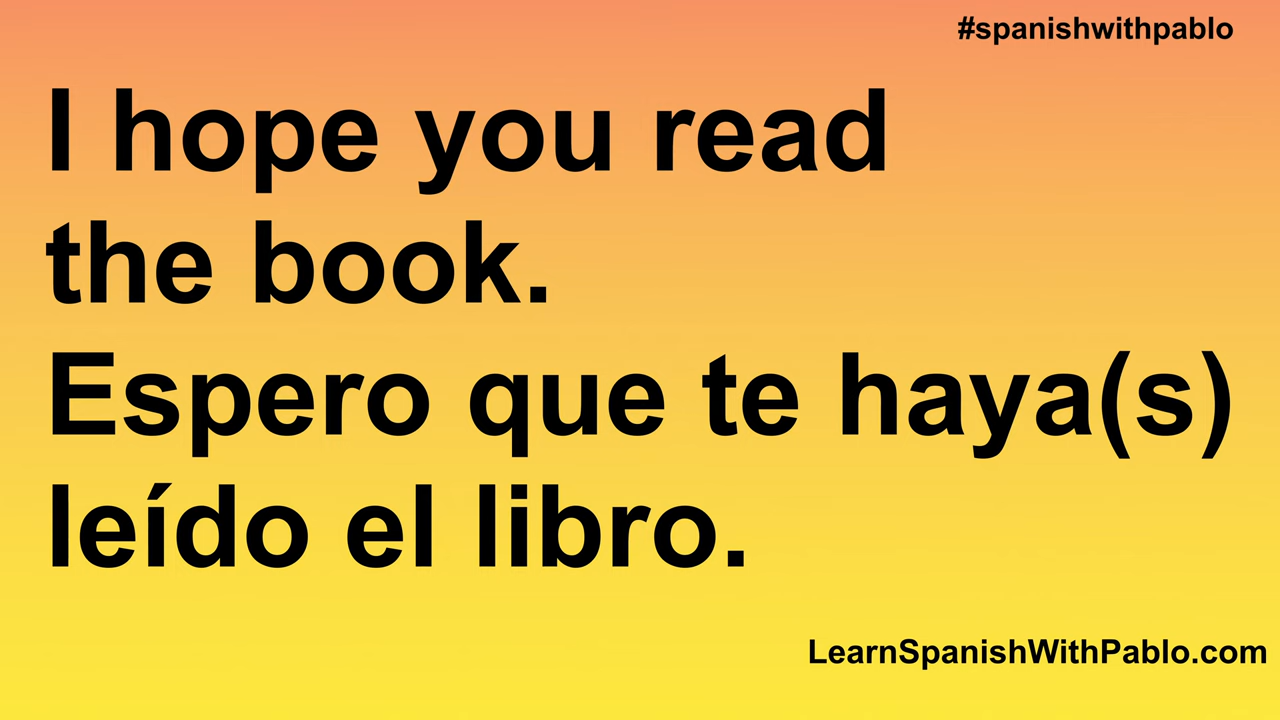 #spanishwithpablo
I hope you read
the book.
Espero que te haya(s)
leído el libro.
LearnSpanishWithPablo.com